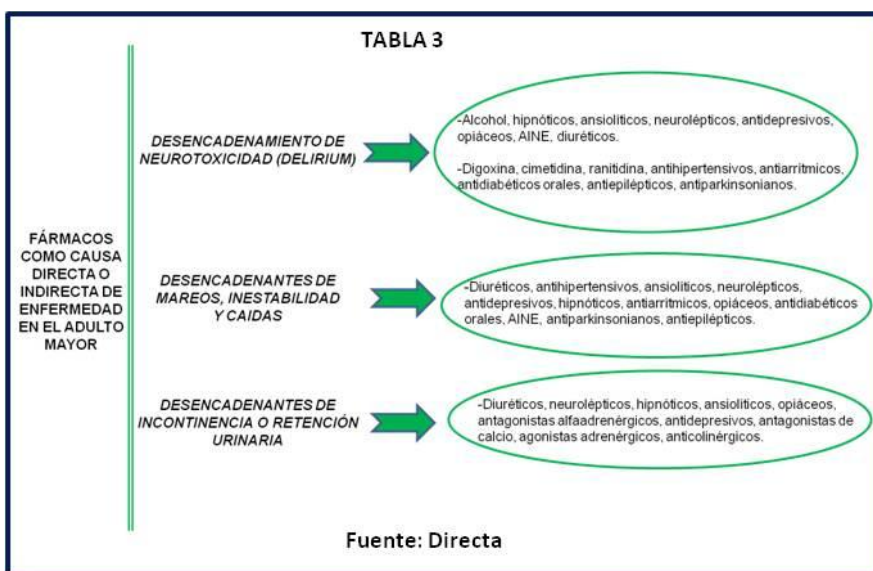 TABLA 3
FÁRMACOS
COMO CAUSA
DIRECTA O
INDIRECTA DE
ENFERMEDAD
EN EL ADULTO
MAYOR
DESENCADENAMIENTO DE
NEUROTOXICIDAD (DELIRIUM)
-Alcohol, hipnóticos, ansiolíticos, neurolépticos, antidepresivos,
opiáceos, AINE, diuréticos.
-Digoxina, cimetidina, ranitidina, antihipertensivos, antiarrítmicos,
antidiabéticos orales, antiepilépticos, antiparkinsonianos.
DESENCADENANTES DE
MAREOS, INESTABILIDAD
Y CAIDAS
-Diuréticos, antihipertensivos, ansiolíticos, neurolépticos,
antidepresivos, hipnóticos, antiarrítmicos, opiáceos, antidiabéticos
orales, AINE, antiparkinsonianos, antiepilépticos.
DESENCADENANTES DE
INCONTINENCIA O RETENCIÓN
URINARIA
-Diuréticos, neurolépticos, hipnóticos, ansiolíticos, opiáceos,
antagonistas alfaadrenérgicos, antidepresivos, antagonistas de
calcio, agonistas adrenérgicos, anticolinérgicos.
Fuente: Directa